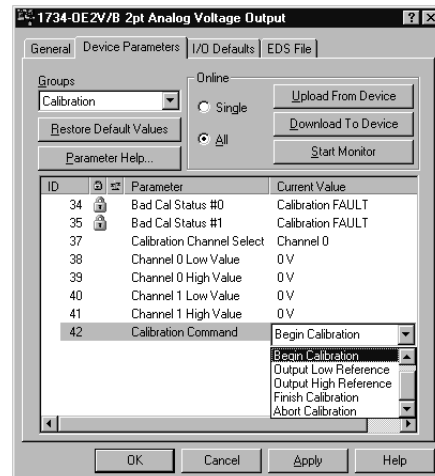 1734-OE2V/B 2pt Analog Voltage Output
General Device Parameters I/O Defaults EDS File
Groups
Calibration
Restore Default Values
Parameter Help...
Online
Single
All
Upload From Device
Download To Device
Start Monitor
ID Parameter Current Value
34 Bad Cal Status #0 Calibration FAULT
35 Bad Cal Status #1 Calibration FAULT
37 Calibration Channel Select Channel 0
38 Channel 0 Low Value 0 V
39 Channel 0 High Value 0 V
40 Channel 1 Low Value 0 V
41 Channel 1 High Value 0 V
42 Calibration Command Begin Calibration
Begin Calibration
Output Low Reference
Output High Reference
Finish Calibration
Abort Calibration
OK Cancel Apply Help